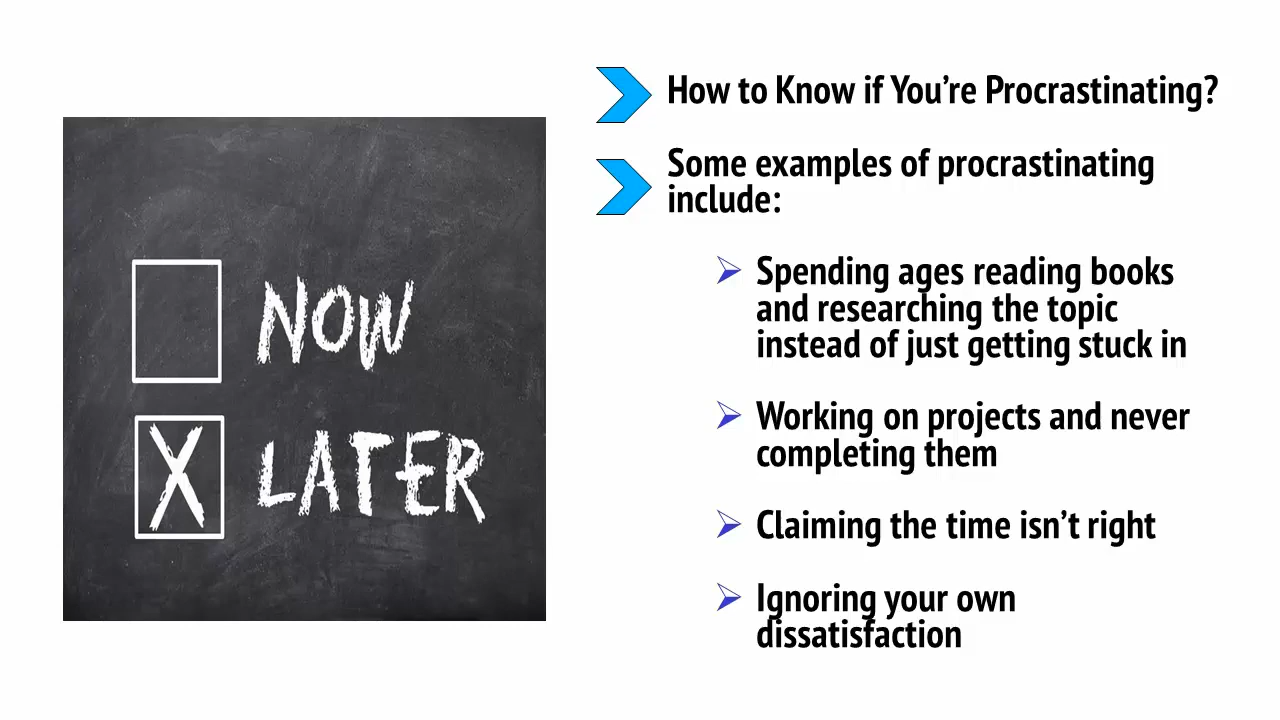 NOW
X LATER
How to Know if You’re Procrastinating?
Some examples of procrastinating
include:
Spending ages reading books
and researching the topic
instead of just getting stuck in
Working on projects and never
completing them
Claiming the time isn’t right
Ignoring your own
dissatisfaction